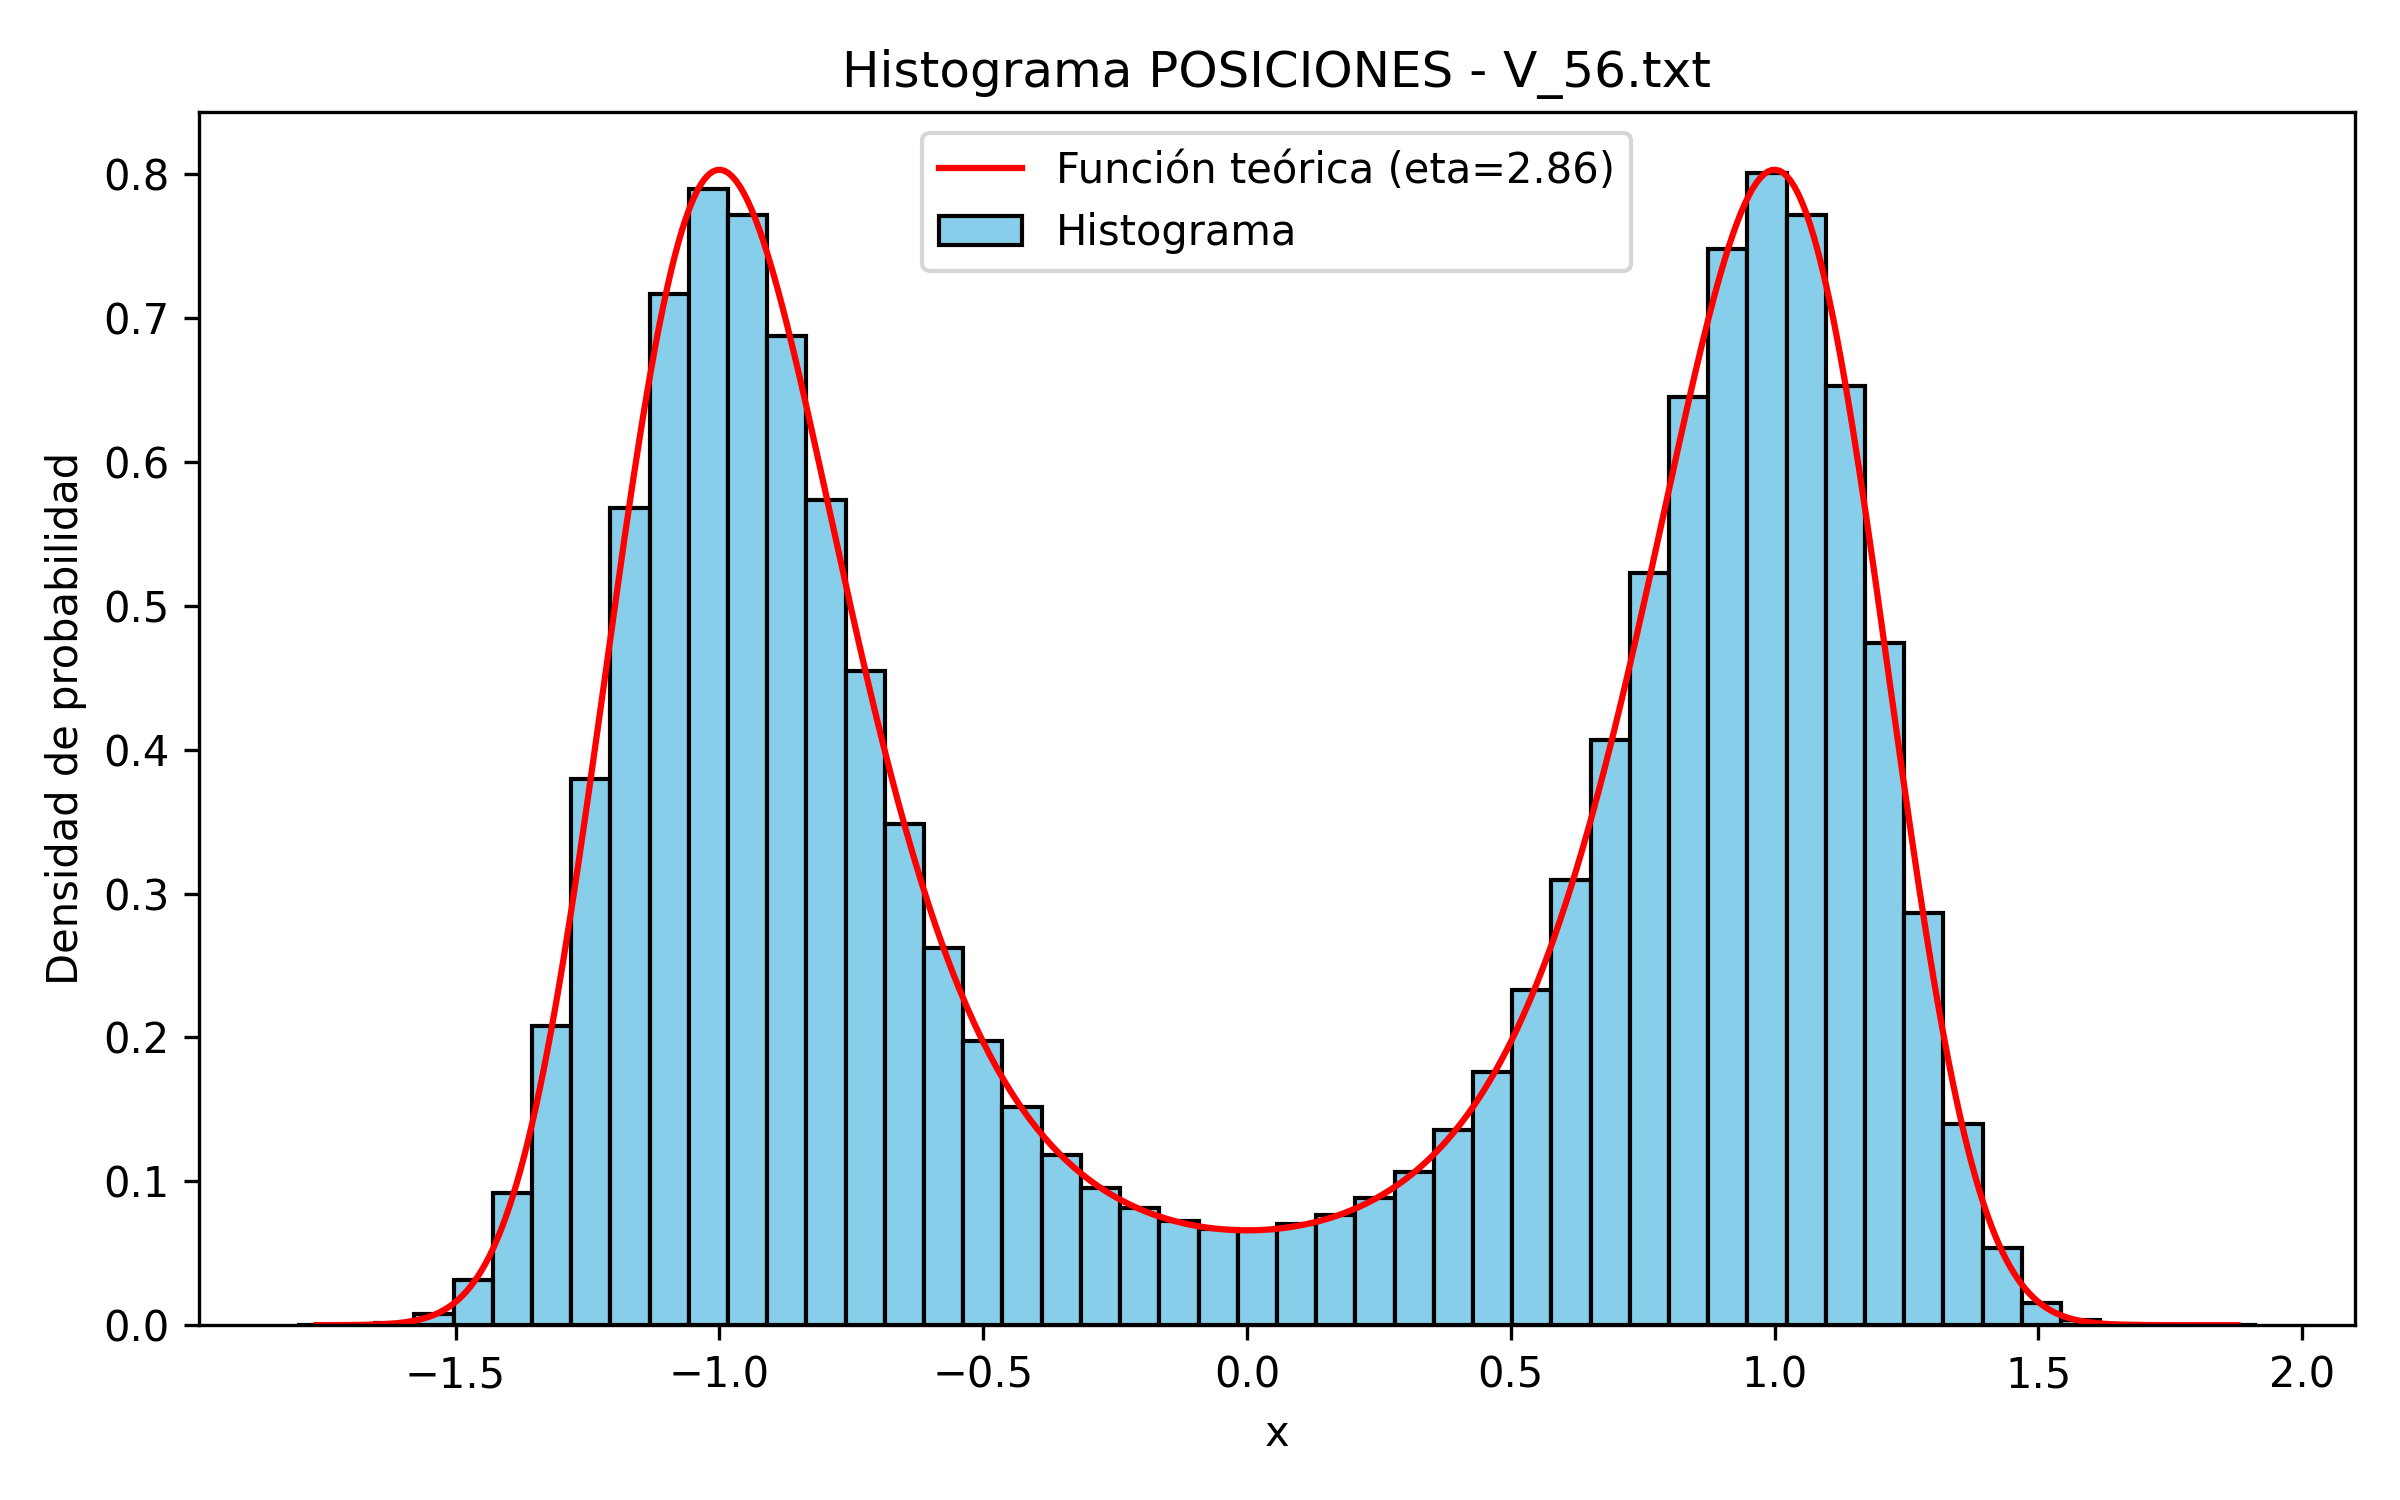 Histograma POSICIONES - V_56.txt
Función teórica (eta=2.86)
Histograma
Densidad de probabilidad
0.8
0.7
0.6
0.5
0.4
0.3
0.2
0.1
0.0
−1.5 −1.0 −0.5 0.0 0.5 1.0 1.5 2.0
x